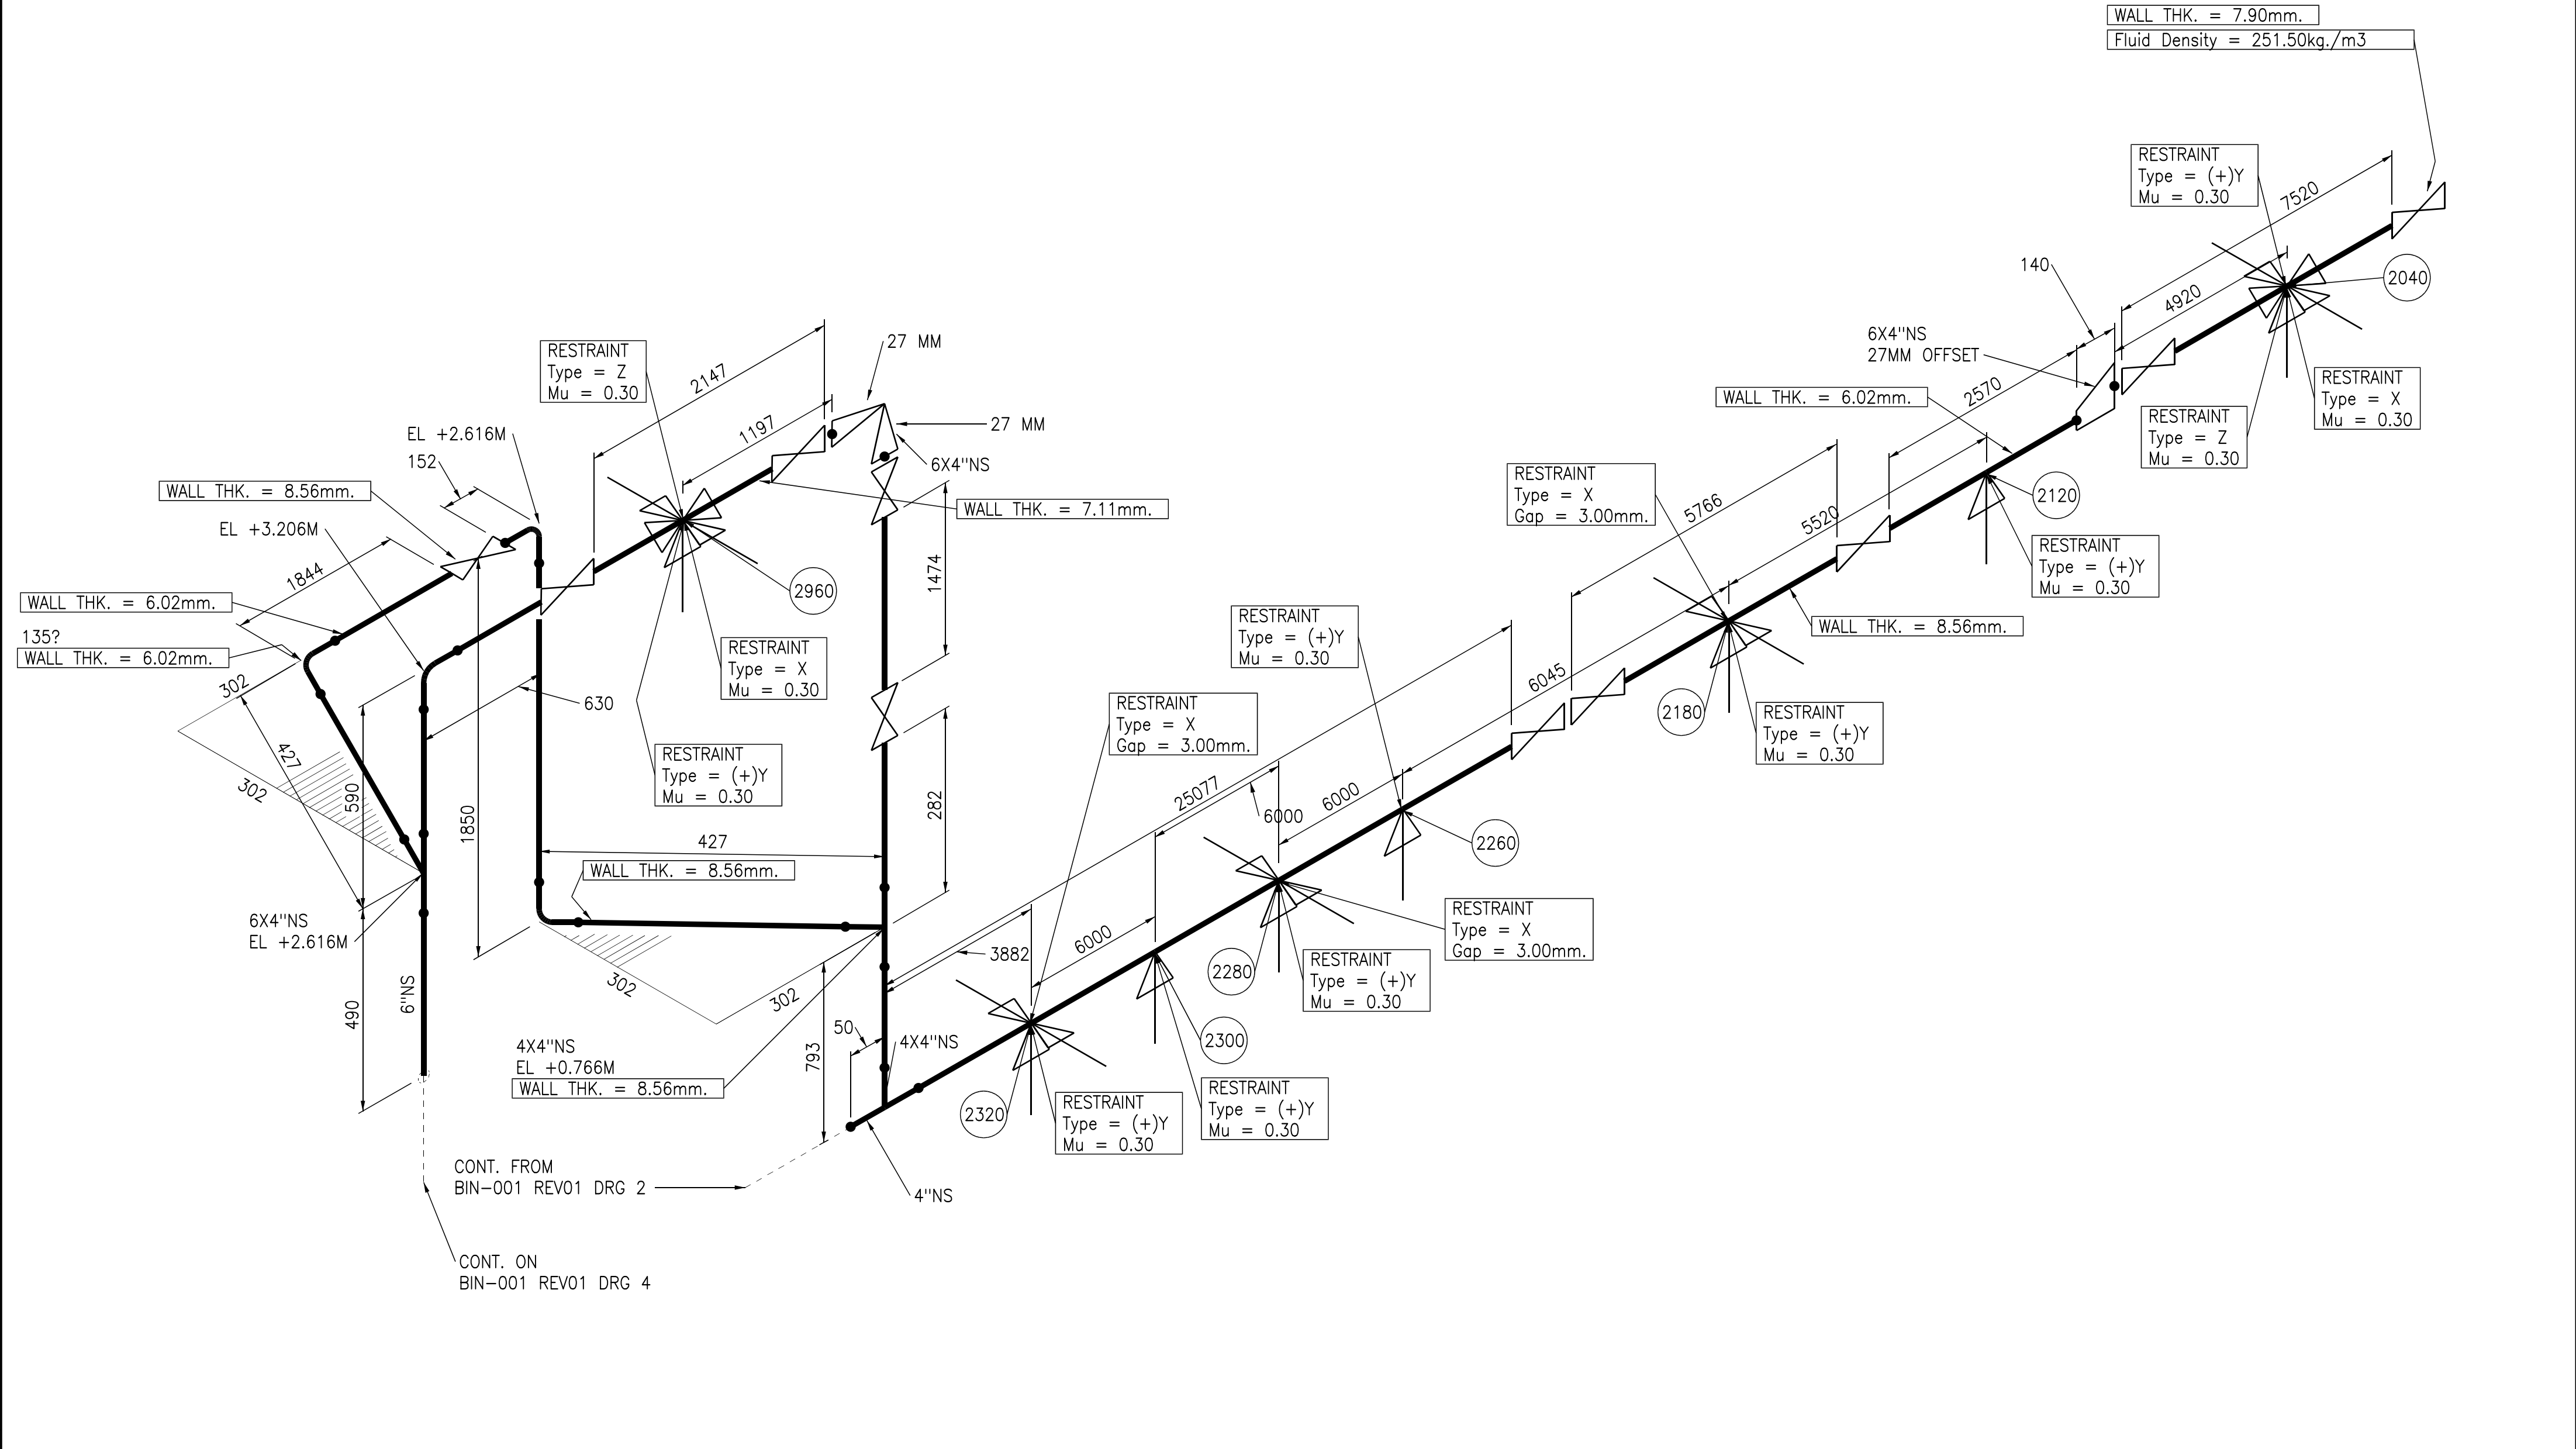 WALL THK. = 7.90mm.
Fluid Density = 251.50kg./m3
RESTRAINT
Type = (+)Y
Mu = 0.30
7520
2040
4920
140
6X4"NS
27MM OFFSET
RESTRAINT
Type = X
Mu = 0.30
RESTRAINT
Type = Z
Mu = 0.30
WALL THK. = 6.02mm.
2570
2120
RESTRAINT
Type = (+)Y
Mu = 0.30
RESTRAINT
Type = X
Gap = 3.00mm.
5766
5520
WALL THK. = 8.56mm.
2180
RESTRAINT
Type = (+)Y
Mu = 0.30
RESTRAINT
Type = (+)Y
Mu = 0.30
6045
2260
6000
25077
6000
RESTRAINT
Type = X
Gap = 3.00mm.
RESTRAINT
Type = X
Gap = 3.00mm.
2280
RESTRAINT
Type = (+)Y
Mu = 0.30
6000
3882
2300
RESTRAINT
Type = (+)Y
Mu = 0.30
2320
RESTRAINT
Type = (+)Y
Mu = 0.30
27 MM
27 MM
6X4"NS
WALL THK. = 7.11mm.
RESTRAINT
Type = Z
Mu = 0.30
2147
1197
2960
RESTRAINT
Type = X
Mu = 0.30
RESTRAINT
Type = (+)Y
Mu = 0.30
1474
282
EL +2.616M
152
WALL THK. = 8.56mm.
EL +3.206M
1844
WALL THK. = 6.02mm.
135?
WALL THK. = 6.02mm.
302
427
302
590
630
1850
427
WALL THK. = 8.56mm.
302
302
6X4"NS
EL +2.616M
490
6"NS
4X4"NS
EL +0.766M
WALL THK. = 8.56mm.
793
50
4X4"NS
4"NS
CONT. FROM
BIN-001 REV01 DRG 2
CONT. ON
BIN-001 REV01 DRG 4